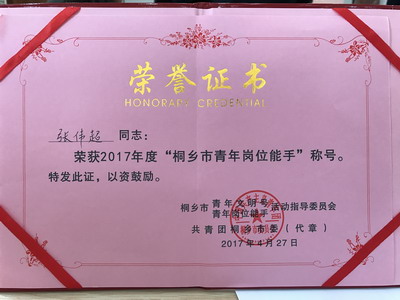 荣誉证书
HONORARY CREDENTIAL
张伟超 同志：
荣获2017年度“桐乡市青年岗位能手”称号。
特发此证，以资鼓励。
桐乡市 青年文明号 青年岗位能手 活动指导委员会
共青团桐乡市委（代章）
2017年4月27日